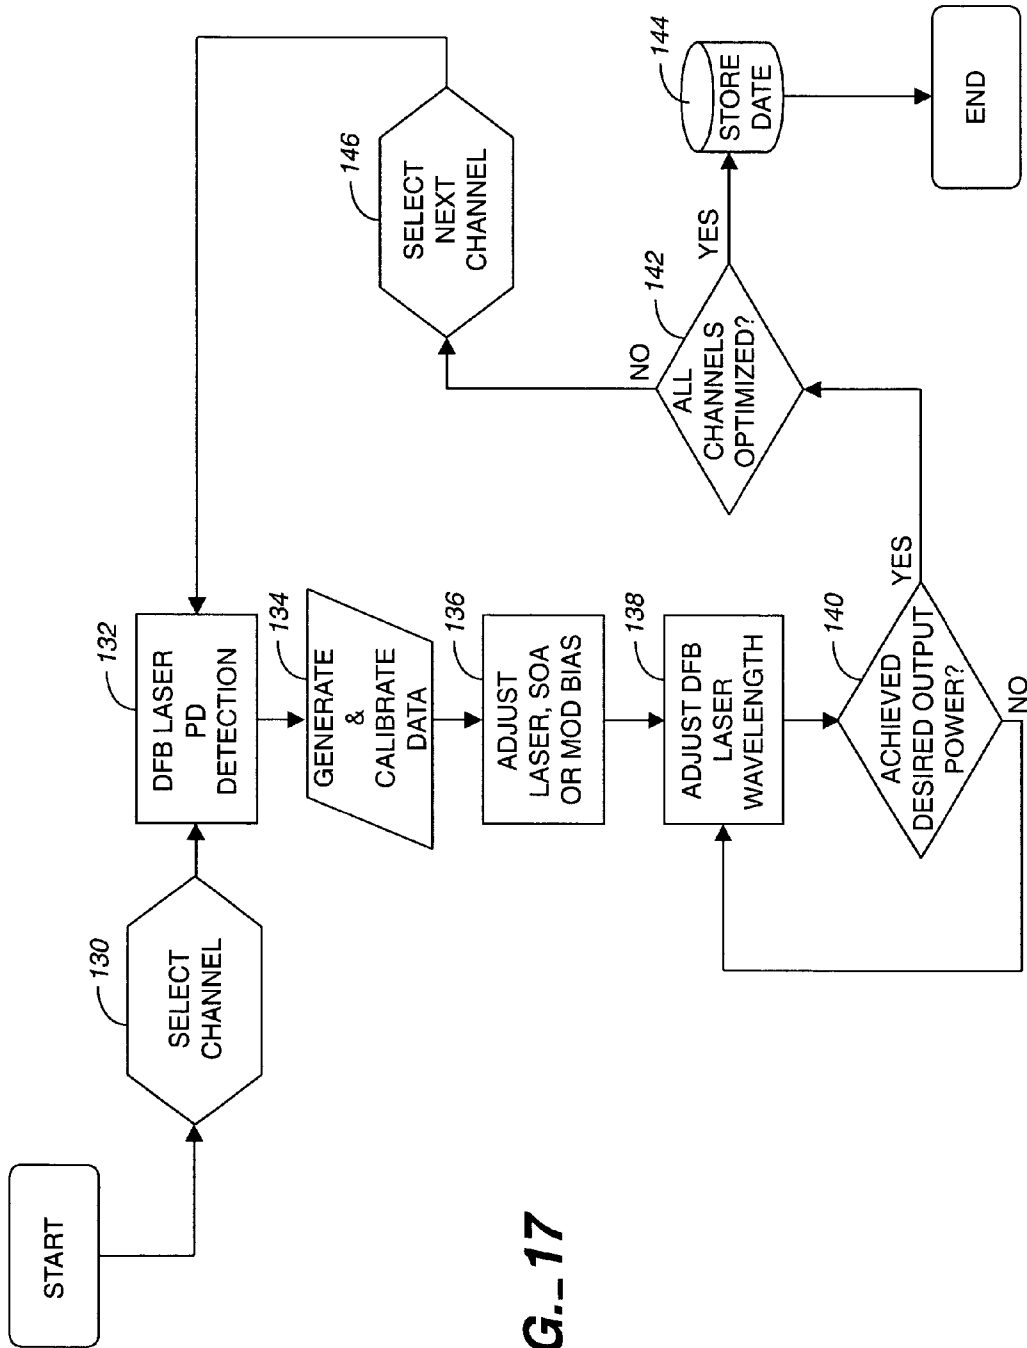 START
130
SELECT
CHANNEL
132
DFB LASER
PD
DETECTION
134
GENERATE
&
CALIBRATE
DATA
136
ADJUST
LASER, SOA
OR MOD BIAS
138
ADJUST DFB
LASER
WAVELENGTH
140
ACHIEVED
DESIRED OUTPUT
POWER?
NO
YES
142
ALL
CHANNELS
OPTIMIZED?
NO
YES
146
SELECT
NEXT
CHANNEL
144
STORE
DATE
END
G._17